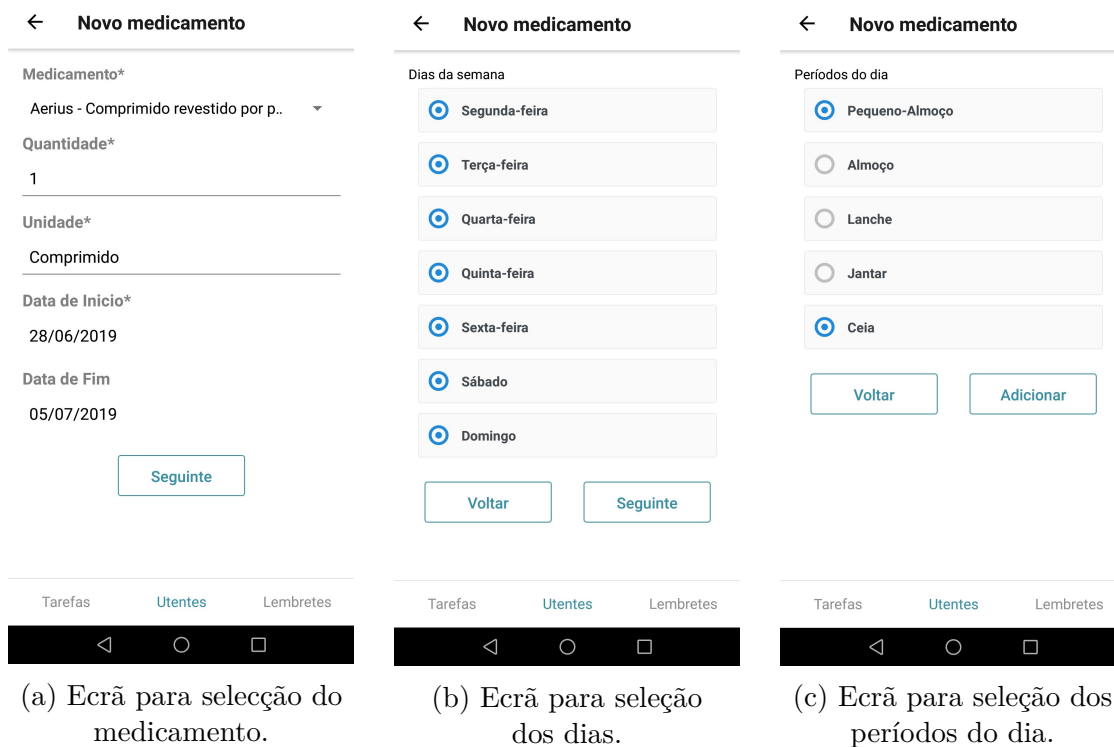 Novo medicamento
Medicamento*
Aerius - Comprimido revestido por p..
Quantidade*
1
Unidade*
Comprimido
Data de Inicio*
28/06/2019
Data de Fim
05/07/2019
Seguinte
Tarefas Utentes Lembretes
(a) Ecrã para selecção do
medicamento.
Novo medicamento
Dias da semana
Segunda-feira
Terça-feira
Quarta-feira
Quinta-feira
Sexta-feira
Sábado
Domingo
Voltar Seguinte
Tarefas Utentes Lembretes
(b) Ecrã para seleção
dos dias.
Novo medicamento
Períodos do dia
Pequeno-Almoço
Almoço
Lanche
Jantar
Ceia
Voltar Adicionar
Tarefas Utentes Lembretes
(c) Ecrã para seleção dos
períodos do dia.